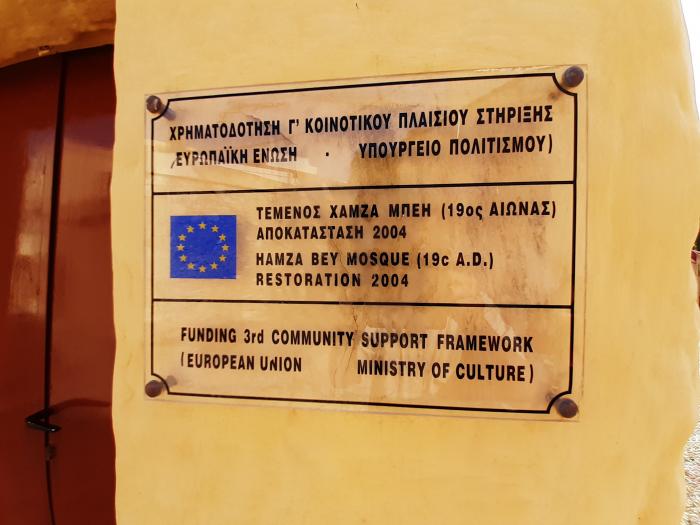 ΧΡΗΜΑΤΟΔΟΤΗΣΗ Γ' ΚΟΙΝΟΤΙΚΟΥ ΠΛΑΙΣΙΟΥ ΣΤΗΡΙΞΗΣ
(ΕΥΡΩΠΑΪΚΗ ΕΝΩΣΗ · ΥΠΟΥΡΓΕΙΟ ΠΟΛΙΤΙΣΜΟΥ)
ΤΕΜΕΝΟΣ ΧΑΜΖΑ ΜΠΕΗ (19ος ΑΙΩΝΑΣ)
ΑΠΟΚΑΤΑΣΤΑΣΗ 2004
HAMZA BEY MOSQUE (19c A.D.)
RESTORATION 2004
FUNDING 3rd COMMUNITY SUPPORT FRAMEWORK
(EUROPEAN UNION MINISTRY OF CULTURE)